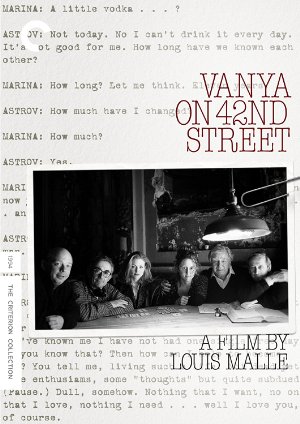 MARINA: A little vodka . . . ?
ASTROV: Not today. No I can't drink it every day.
It's not good for me. How long have we known each
other?
VANYA
ON 42ND
STREET
MARINA: How long? Let me think.
ASTROV: How much have I changed
MARINA: How much?
ASTROV: Yes.
MARI
now
. an
ASTR
MARI
ASTR
1994
THE CRITERION COLLECTION
A FILM BY
LOUIS MALLE
've known me I have not had one
you know that? Then how can
? You tell me, living
me enthusiasms, some "thoughts" but quite subdued
(Pause.) Dull, somehow. Nothing that I want, no
that I love, nothing I need . . . well I love you,
of course.